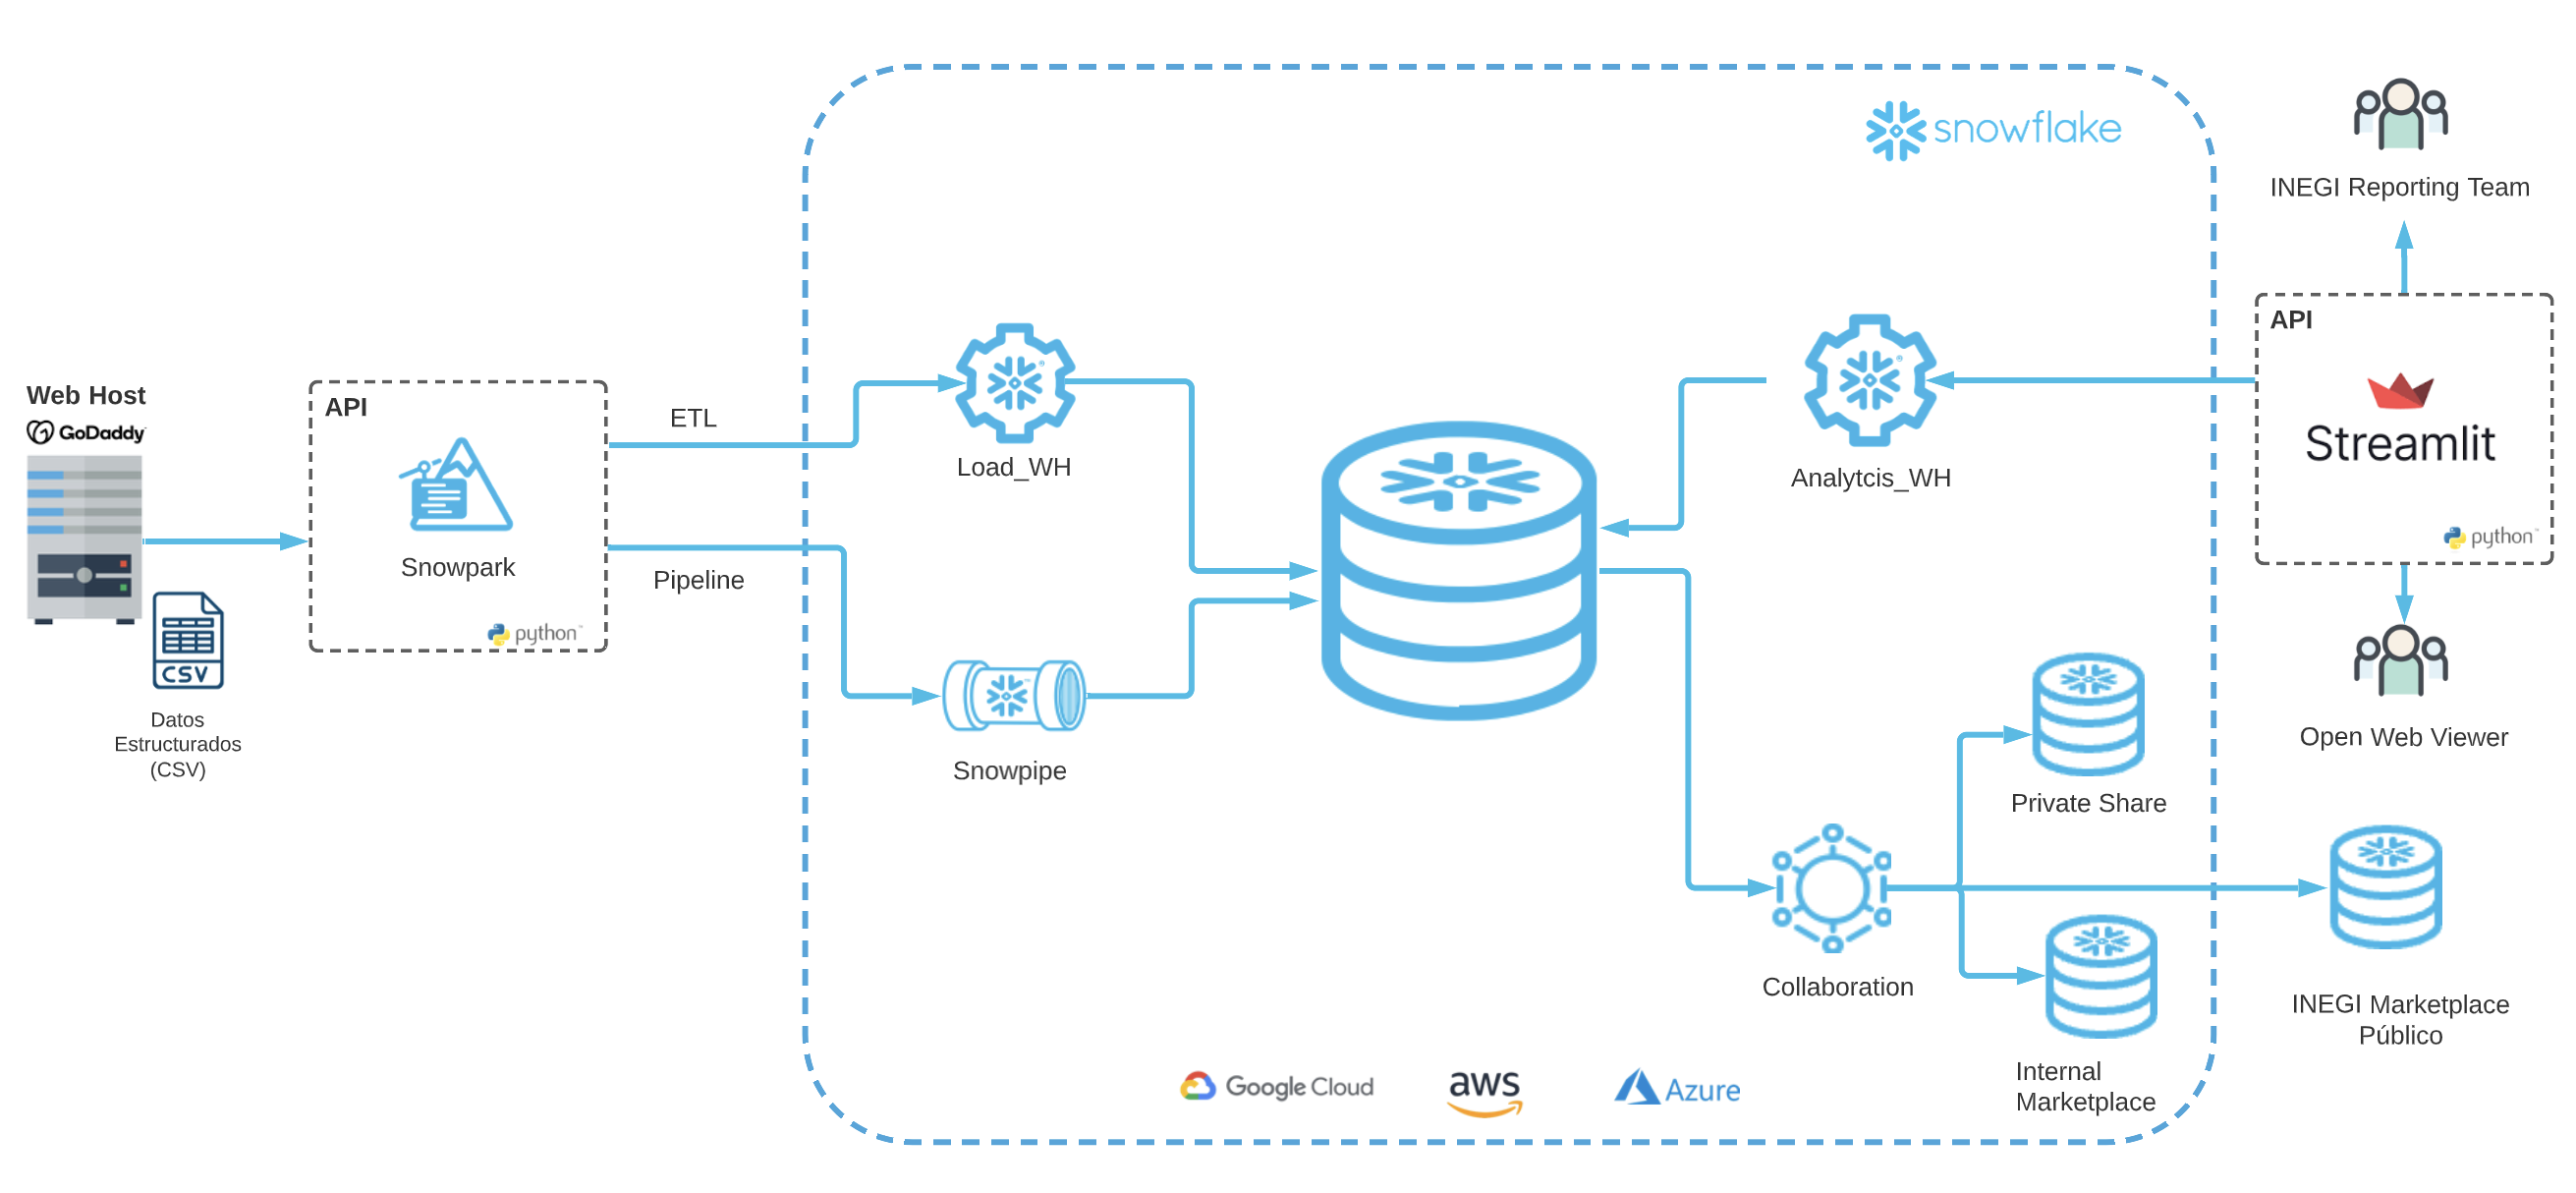 snowflake
INEGI Reporting Team
API
Streamlit
python
Open Web Viewer
Web Host
GoDaddy
CSV
Datos
Estructurados
(CSV)
API
Snowpark
python
ETL
Pipeline
Load_WH
Snowpipe
Analytcis_WH
Private Share
Collaboration
INEGI Marketplace
Público
Internal
Marketplace
Google Cloud
aws
Azure